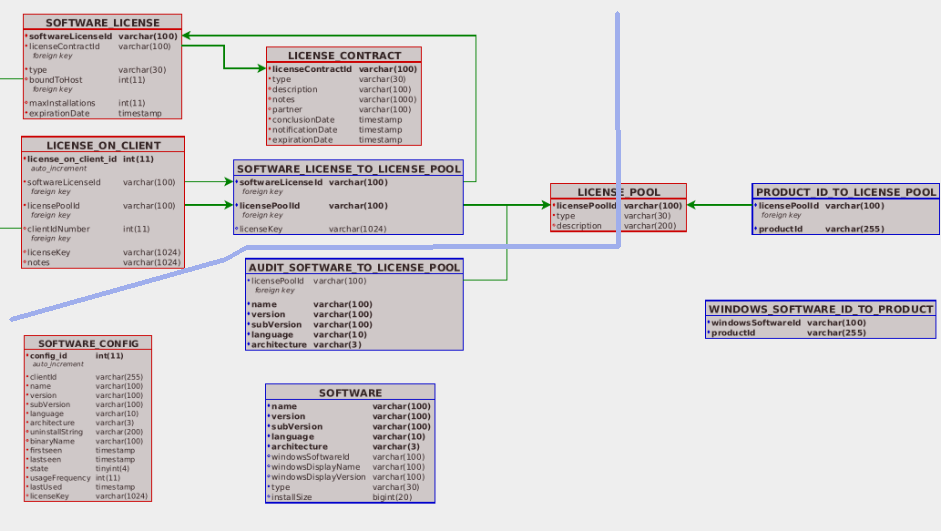 SOFTWARE_LICENSE
softwareLicenseId varchar(100)
licenseContractId varchar(100)
foreign key
type varchar(30)
boundToHost int(11)
foreign key
maxInstallations int(11)
expirationDate timestamp
LICENSE_CONTRACT
licenseContractId varchar(100)
type varchar(30)
description varchar(100)
notes varchar(1000)
partner varchar(100)
conclusionDate timestamp
notificationDate timestamp
expirationDate timestamp
LICENSE_ON_CLIENT
license_on_client_id int(11)
auto_increment
softwareLicenseId varchar(100)
foreign key
licensePoolId varchar(100)
foreign key
clientIdNumber int(11)
foreign key
licenseKey varchar(1024)
notes varchar(1024)
SOFTWARE_LICENSE_TO_LICENSE_POOL
softwareLicenseId varchar(100)
foreign key
licensePoolId varchar(100)
foreign key
licenseKey varchar(1024)
LICENSE_POOL
licensePoolId varchar(100)
type varchar(30)
description varchar(200)
PRODUCT_ID_TO_LICENSE_POOL
licensePoolId varchar(100)
foreign key
productId varchar(255)
AUDIT_SOFTWARE_TO_LICENSE_POOL
licensePoolId varchar(100)
foreign key
name varchar(100)
version varchar(100)
subVersion varchar(100)
language varchar(10)
architecture varchar(3)
WINDOWS_SOFTWARE_ID_TO_PRODUCT
windowsSoftwareId varchar(100)
productId varchar(255)
SOFTWARE_CONFIG
config_id int(11)
auto_increment
clientId varchar(255)
name varchar(100)
version varchar(100)
subVersion varchar(100)
language varchar(10)
architecture varchar(3)
uninstallString varchar(200)
binaryName varchar(100)
firstseen timestamp
lastseen timestamp
state tinyint(4)
usageFrequency int(11)
lastUsed timestamp
licenseKey varchar(1024)
SOFTWARE
name varchar(100)
version varchar(100)
subVersion varchar(100)
language varchar(10)
architecture varchar(3)
windowsSoftwareId varchar(100)
windowsDisplayName varchar(100)
windowsDisplayVersion varchar(100)
type varchar(30)
installSize bigint(20)